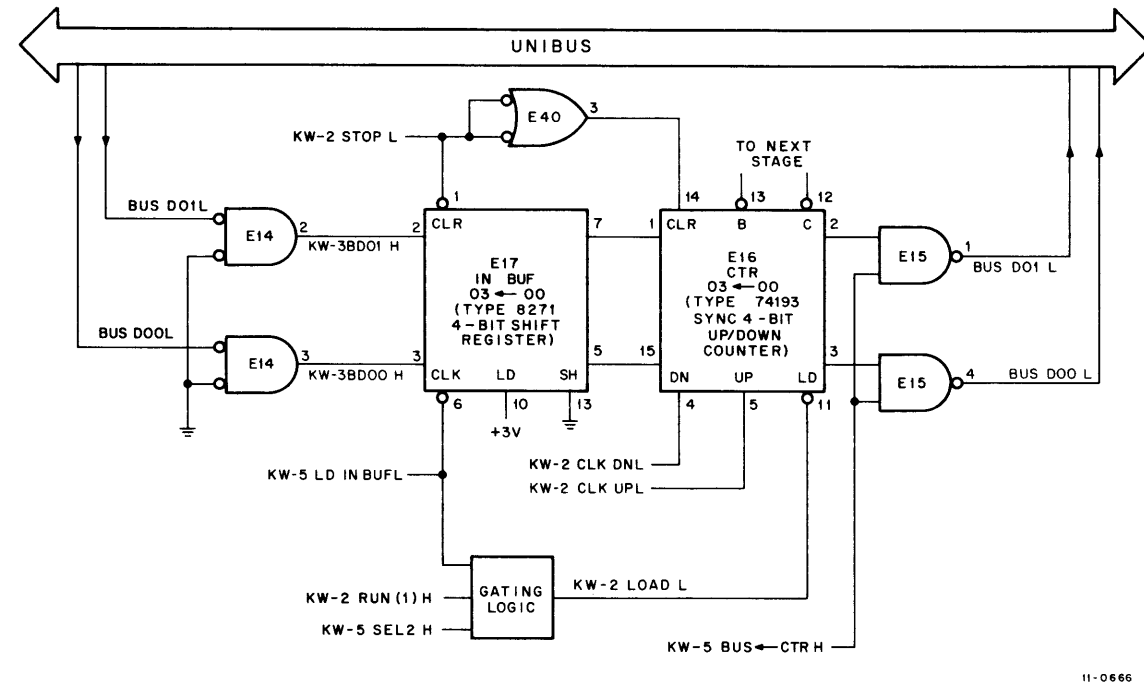 UNIBUS
E40
3
KW-2 STOP L
TO NEXT
STAGE
1
14
13
12
BUS D01L
E14
2
KW-3BD01 H
2
CLR
7
1
CLR
B
C
2
E15
1
BUS D01 L
E17
IN BUF
03 ← 00
(TYPE 8271
4-BIT SHIFT
REGISTER)
E16
CTR
03 ← 00
(TYPE 74193
SYNC 4-BIT
UP/DOWN
COUNTER)
BUS D00L
E14
3
KW-3BD00 H
3
CLK
LD
SH
5
15
DN
UP
LD
3
E15
4
BUS D00 L
6
10
13
4
5
11
+3V
KW-2 CLK DNL
KW-5 LD IN BUFL
KW-2 CLK UPL
GATING
LOGIC
KW-2 LOAD L
KW-2 RUN (1) H
KW-5 SEL2 H
KW-5 BUS←CTR H
11-0666